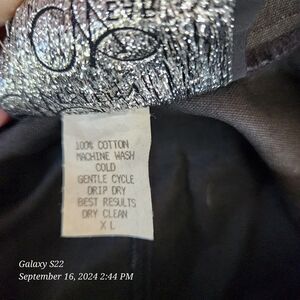 100% COTTON
MACHINE WASH
COLD
GENTLE CYCLE
DRIP DRY
BEST RESULTS
DRY CLEAN
XL
Galaxy S22
September 16, 2024 2:44 PM